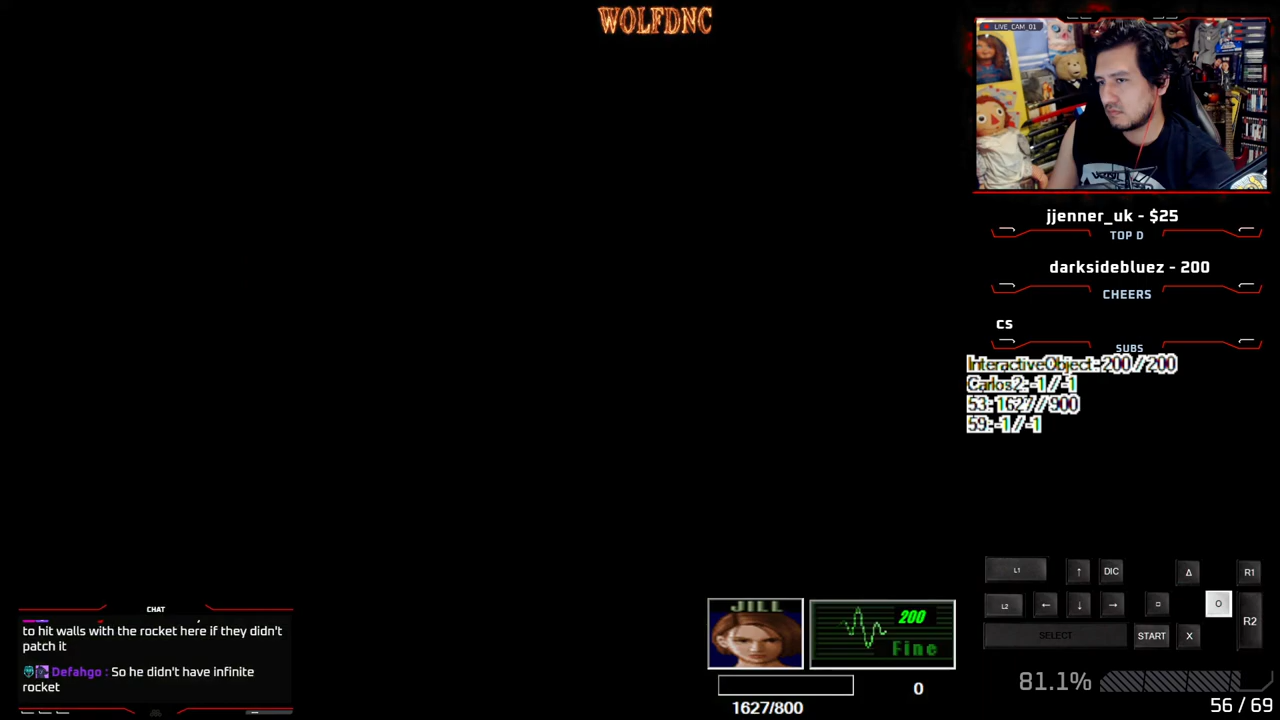 WOLFDNC
LIVE CAM_01
jjenner_uk - $25
TOP D
darksidebluez - 200
CHEERS
cs
SUBS
InteractiveObject:200//200
Carlos2:-1//-1
53:1627//900
59:-1//-1
L1
↑
DIC
Δ
R1
L2
←
↓
→
□
O
R2
SELECT
START
X
81.1%
56 / 69
CHAT
to hit walls with the rocket here if they didn't
patch it
Defahgo : So he didn't have infinite
rocket
JILL
200
Fine
0
1627/800